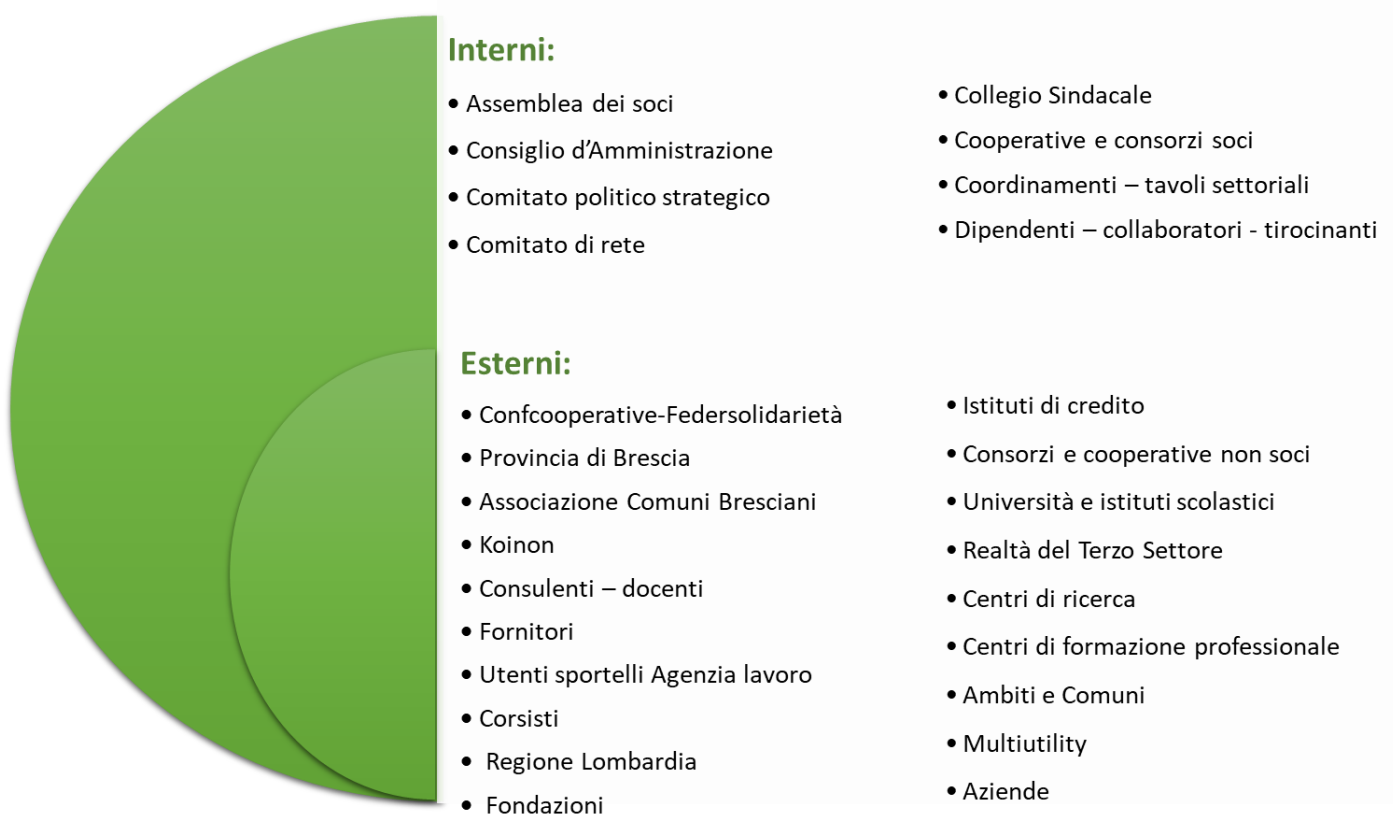 Interni:
• Assemblea dei soci
• Consiglio d’Amministrazione
• Comitato politico strategico
• Comitato di rete
• Collegio Sindacale
• Cooperative e consorzi soci
• Coordinamenti – tavoli settoriali
• Dipendenti – collaboratori - tirocinanti
Esterni:
• Confcooperative-Federsolidarietà
• Provincia di Brescia
• Associazione Comuni Bresciani
• Koinon
• Consulenti – docenti
• Fornitori
• Utenti sportelli Agenzia lavoro
• Corsisti
• Regione Lombardia
• Fondazioni
• Istituti di credito
• Consorzi e cooperative non soci
• Università e istituti scolastici
• Realtà del Terzo Settore
• Centri di ricerca
• Centri di formazione professionale
• Ambiti e Comuni
• Multiutility
• Aziende